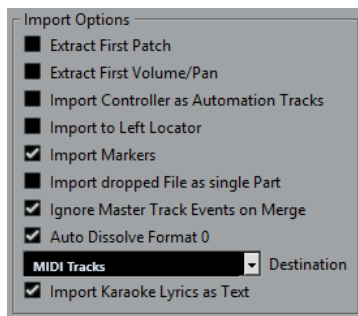 Import Options
Extract First Patch
Extract First Volume/Pan
Import Controller as Automation Tracks
Import to Left Locator
Import Markers
Import dropped File as single Part
Ignore Master Track Events on Merge
Auto Dissolve Format 0
MIDI Tracks Destination
Import Karaoke Lyrics as Text